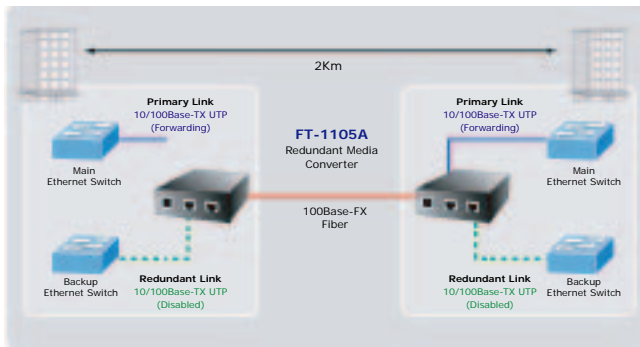 2Km
Primary Link
10/100Base-TX UTP
(Forwarding)
Main
Ethernet Switch
Backup
Ethernet Switch
Redundant Link
10/100Base-TX UTP
(Disabled)
FT-1105A
Redundant Media
Converter
100Base-FX
Fiber
Primary Link
10/100Base-TX UTP
(Forwarding)
Main
Ethernet Switch
Redundant Link
10/100Base-TX UTP
(Disabled)
Backup
Ethernet Switch